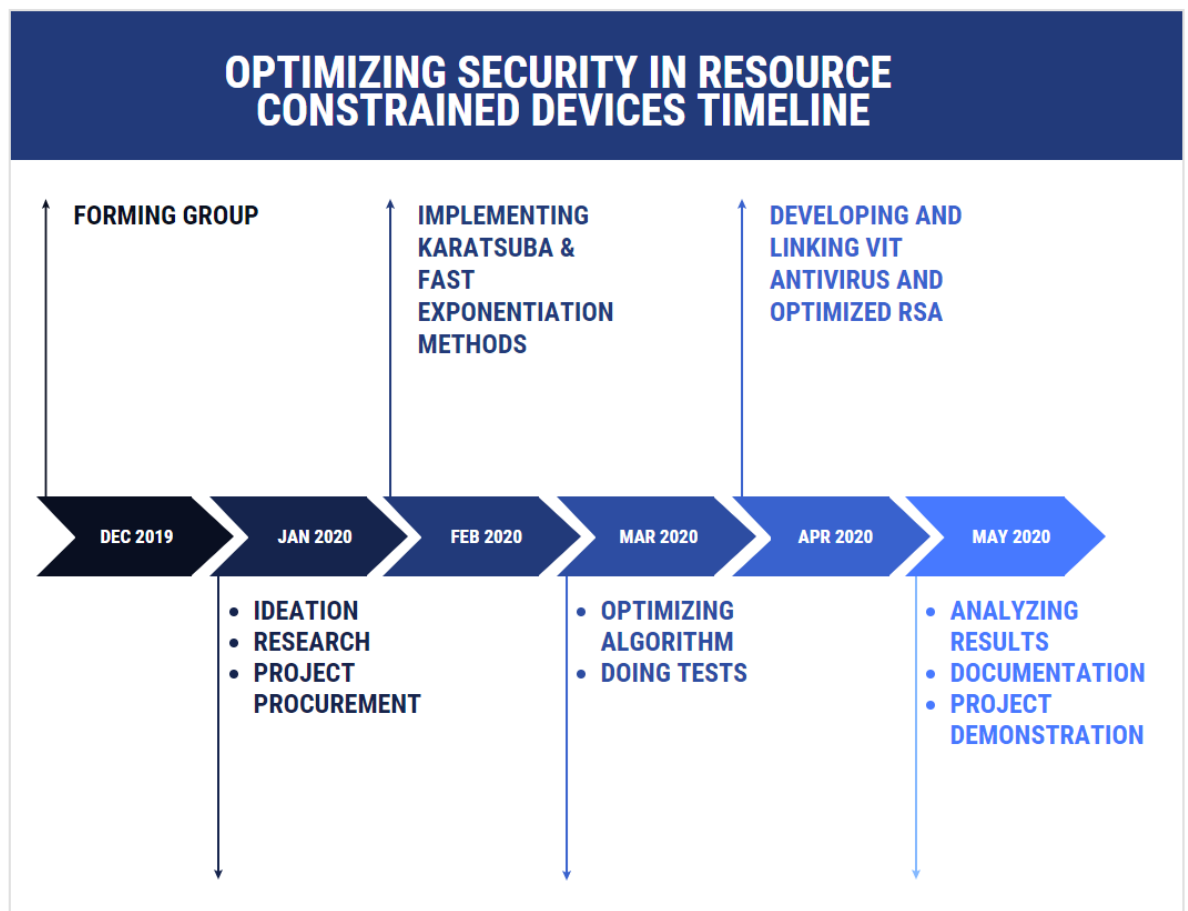 OPTIMIZING SECURITY IN RESOURCE
CONSTRAINED DEVICES TIMELINE
FORMING GROUP
IMPLEMENTING
KARATSUBA &
FAST
EXPONENTIATION
METHODS
DEVELOPING AND
LINKING VIT
ANTIVIRUS AND
OPTIMIZED RSA
DEC 2019
JAN 2020
FEB 2020
MAR 2020
APR 2020
MAY 2020
• IDEATION
• RESEARCH
• PROJECT
PROCUREMENT
• OPTIMIZING
ALGORITHM
• DOING TESTS
• ANALYZING
RESULTS
• DOCUMENTATION
• PROJECT
DEMONSTRATION